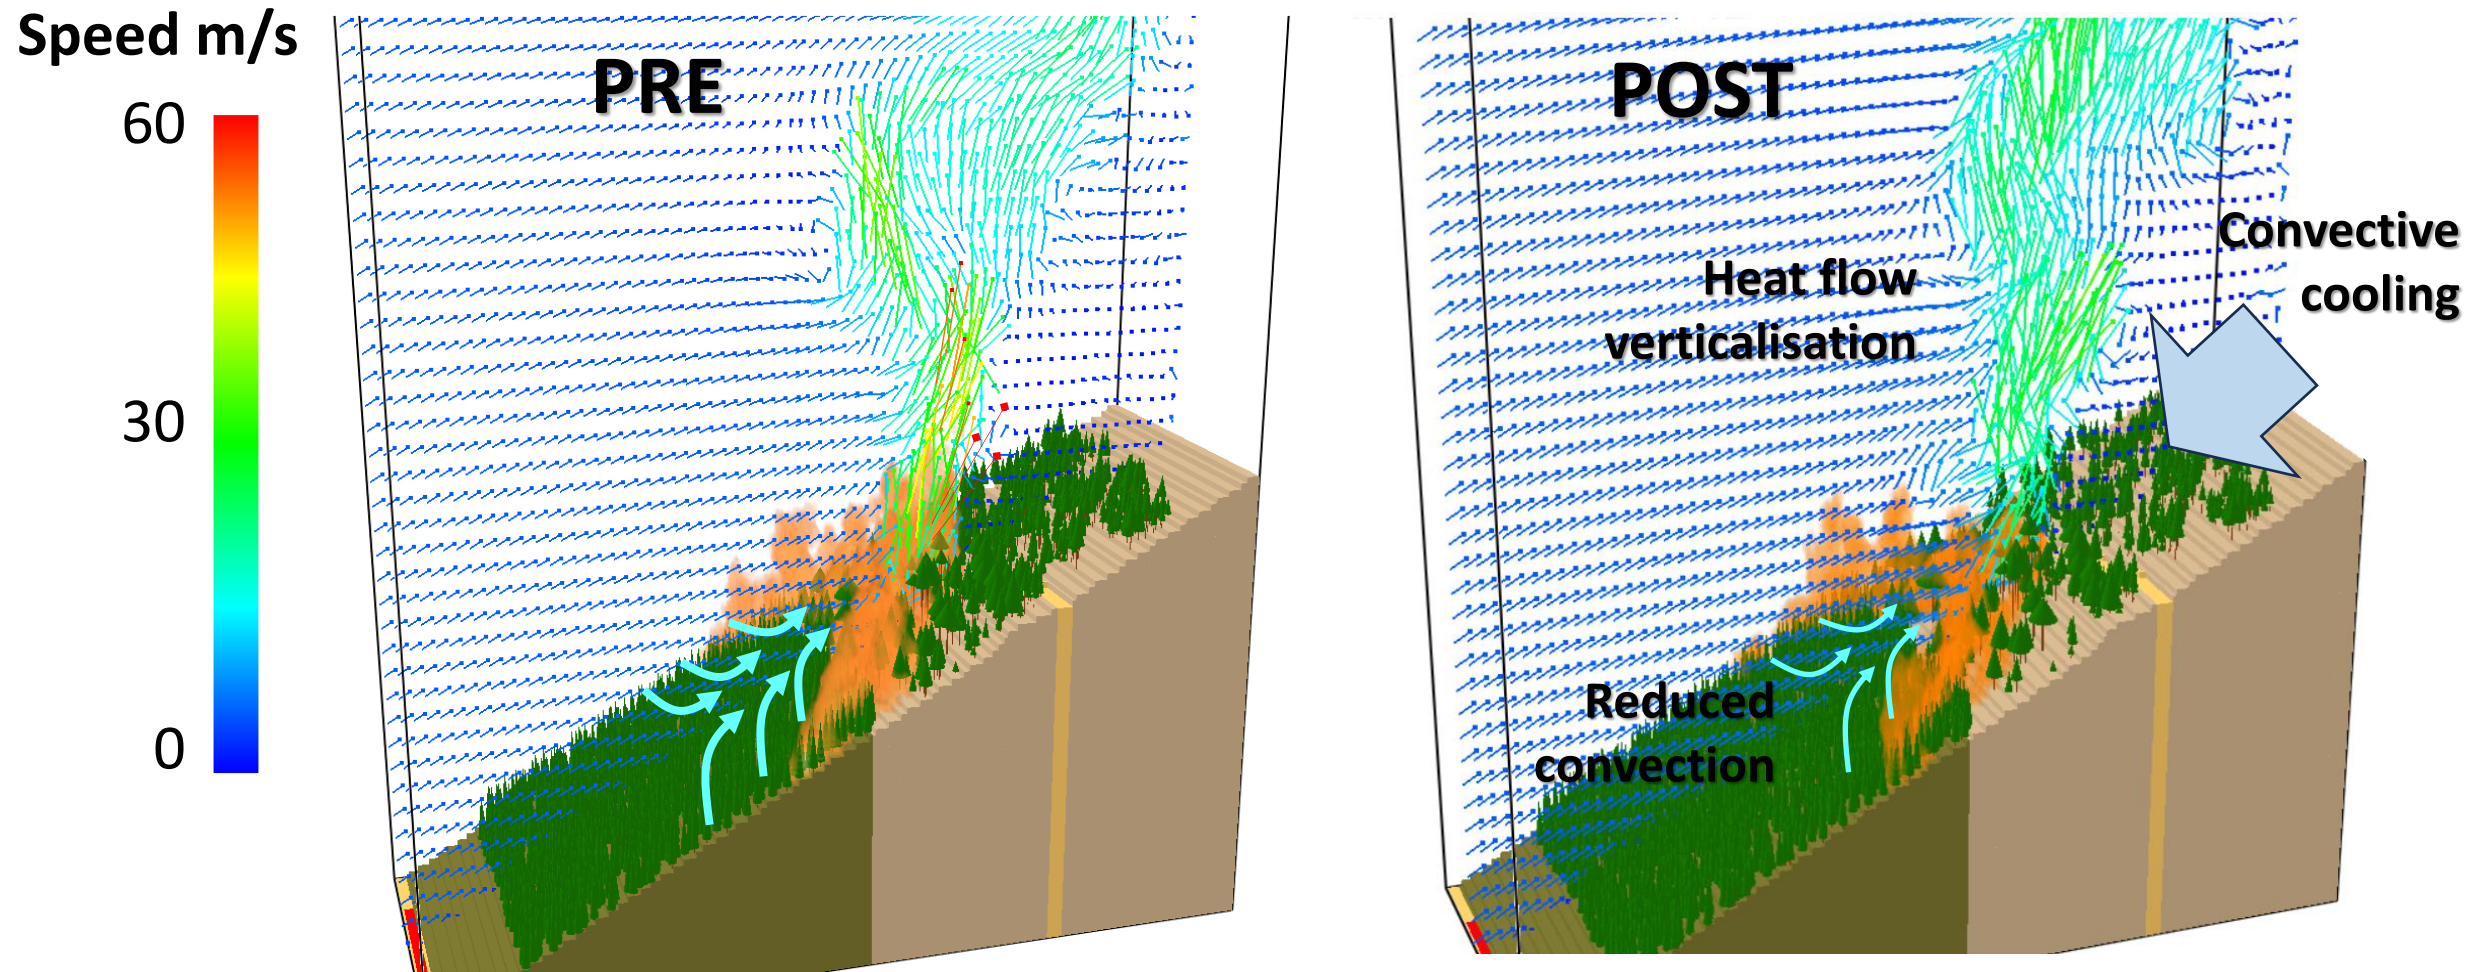 Speed m/s
60
30
0
PRE
POST
Heat flow
verticalisation
Convective
cooling
Reduced
convection